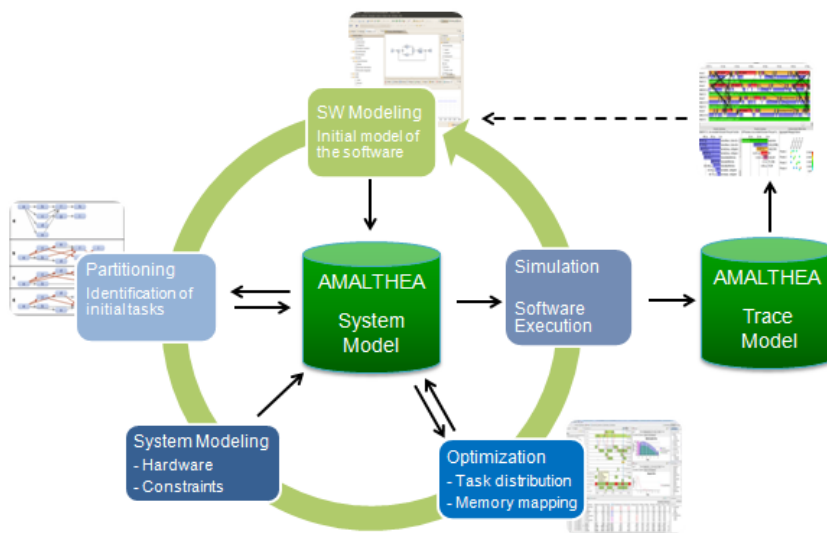 SW Modeling
Initial model of
the software
Partitioning
Identification of
initial tasks
AMALTHEA
System
Model
Simulation
Software
Execution
AMALTHEA
Trace
Model
System Modeling
- Hardware
- Constraints
Optimization
- Task distribution
- Memory mapping